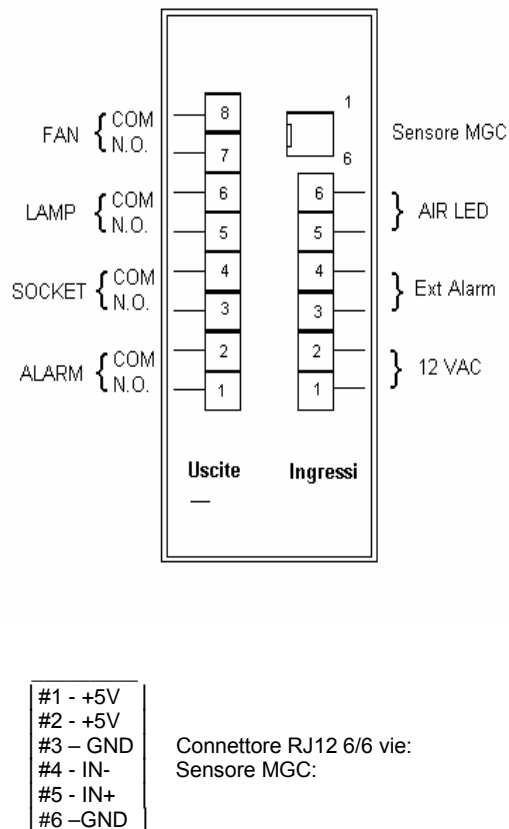 FAN { COM 8 1
N.O. 7 6 Sensore MGC
LAMP { COM 6 6
N.O. 5 5 } AIR LED
SOCKET { COM 4 4
N.O. 3 3 } Ext Alarm
ALARM { COM 2 2
N.O. 1 1 } 12 VAC
Uscite Ingressi
#1 - +5V
#2 - +5V
#3 – GND Connettore RJ12 6/6 vie:
#4 - IN- Sensore MGC:
#5 - IN+
#6 –GND